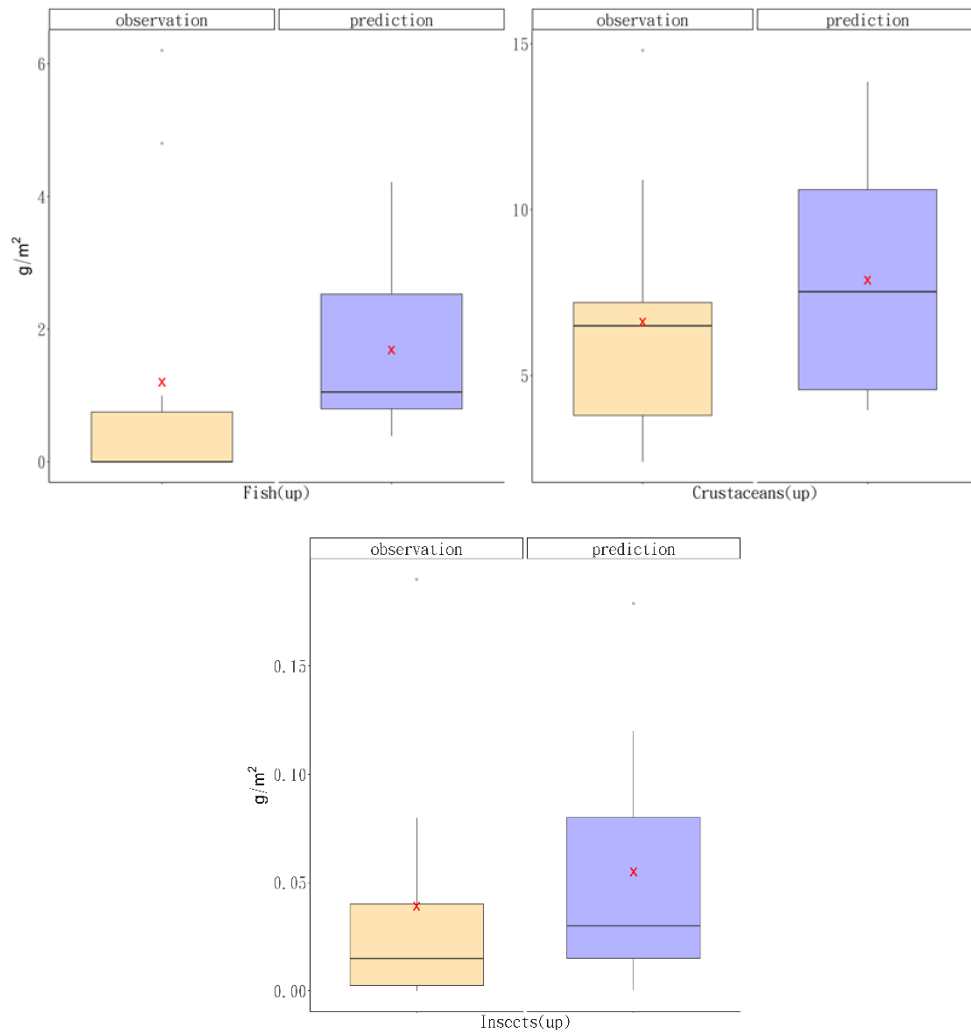 observation prediction
6
4
2
0
g/m²
Fish(up)
observation prediction
15
10
5
Crustaceans(up)
observation prediction
0.15
0.10
0.05
0.00
g/m²
Insccts(up)